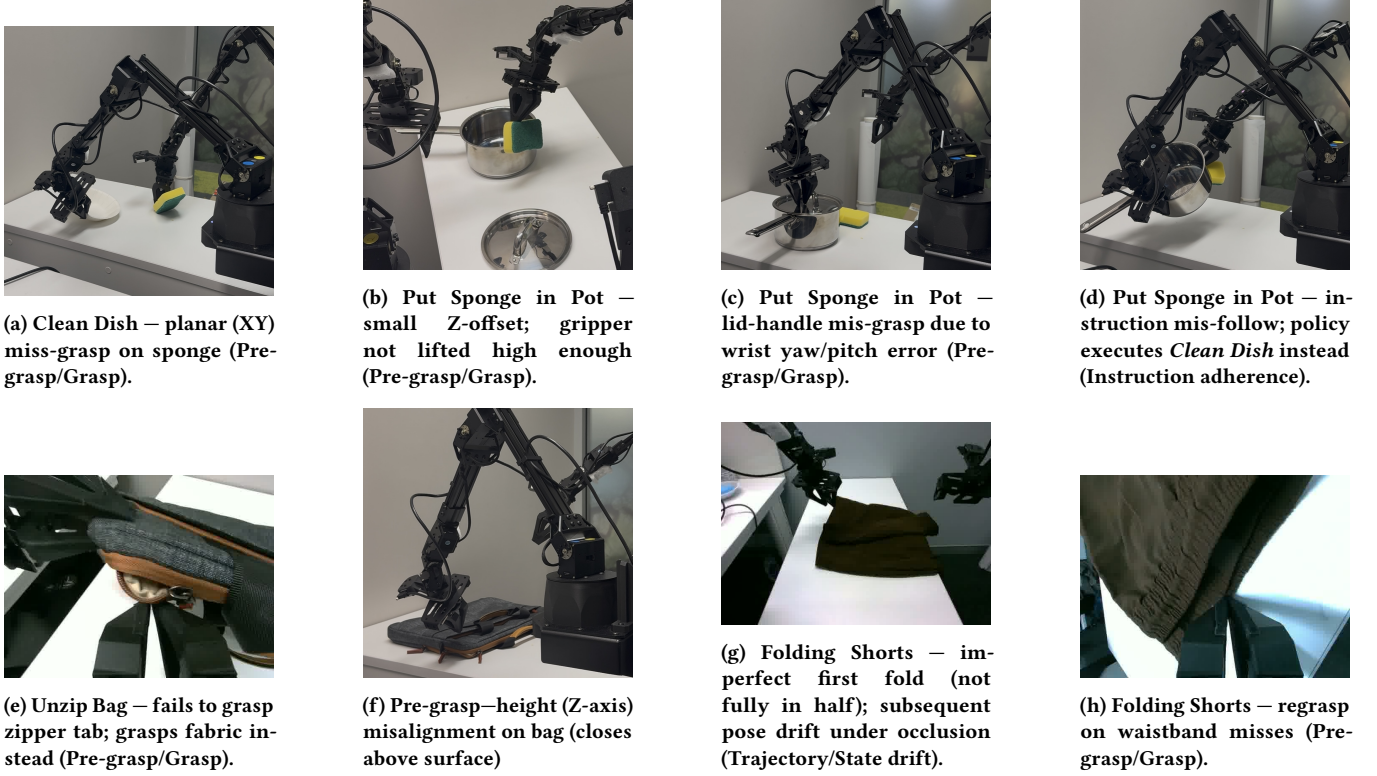 (a) Clean Dish — planar (XY)
miss-grasp on sponge (Pre-
grasp/Grasp).
(b) Put Sponge in Pot —
small Z-offset; gripper
not lifted high enough
(Pre-grasp/Grasp).
(c) Put Sponge in Pot —
lid-handle mis-grasp due to
wrist yaw/pitch error (Pre-
grasp/Grasp).
(d) Put Sponge in Pot — in-
struction mis-follow; policy
executes Clean Dish instead
(Instruction adherence).
(e) Unzip Bag — fails to grasp
zipper tab; grasps fabric in-
stead (Pre-grasp/Grasp).
(f) Pre-grasp—height (Z-axis)
misalignment on bag (closes
above surface)
(g) Folding Shorts — im-
perfect first fold (not
fully in half); subsequent
pose drift under occlusion
(Trajectory/State drift).
(h) Folding Shorts — regrasp
on waistband misses (Pre-
grasp/Grasp).